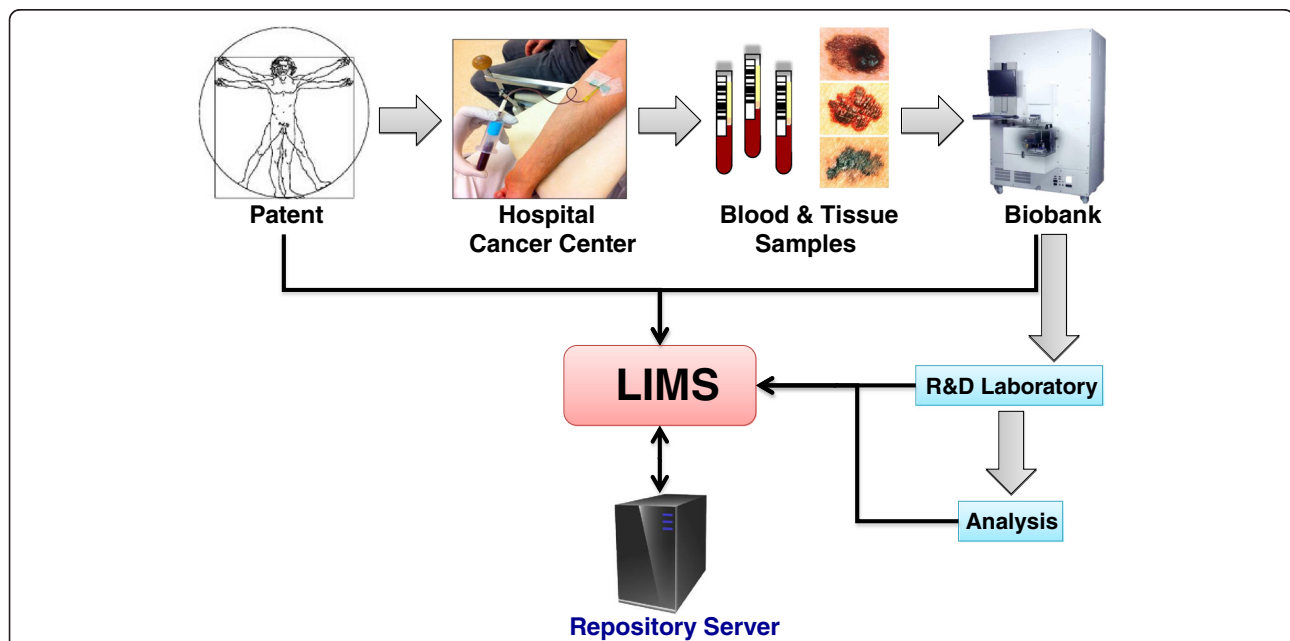 Patent
Hospital
Cancer Center
Blood & Tissue
Samples
Biobank
LIMS
R&D Laboratory
Analysis
Repository Server